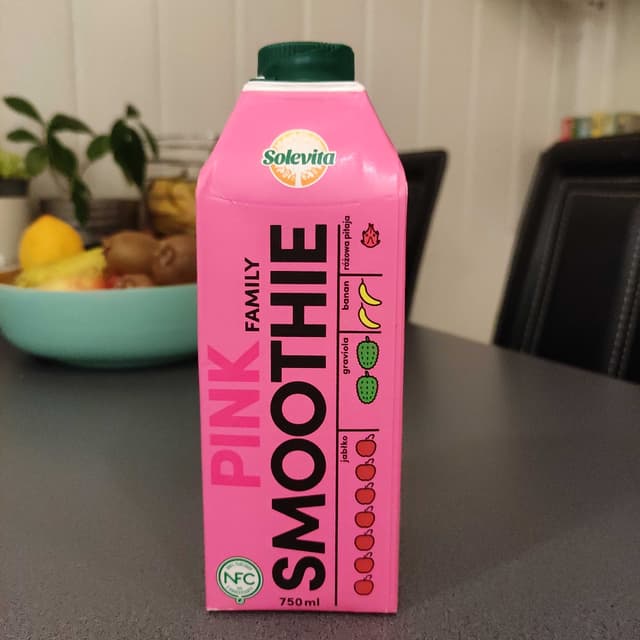 Solevita
PINK
FAMILY
SMOOTHIE
różowa pitaja
banan
graviola
jabłko
NFC
750 ml